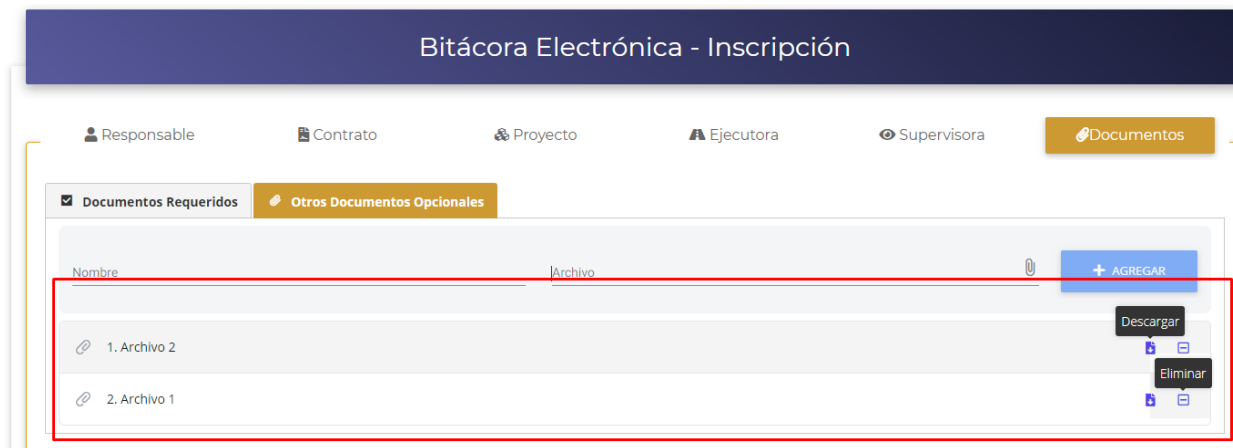 Bitácora Electrónica - Inscripción
Responsable Contrato Proyecto Ejecutora Supervisora Documentos
Documentos Requeridos Otros Documentos Opcionales
Nombre Archivo + AGREGAR
Descargar
1. Archivo 2
Eliminar
2. Archivo 1